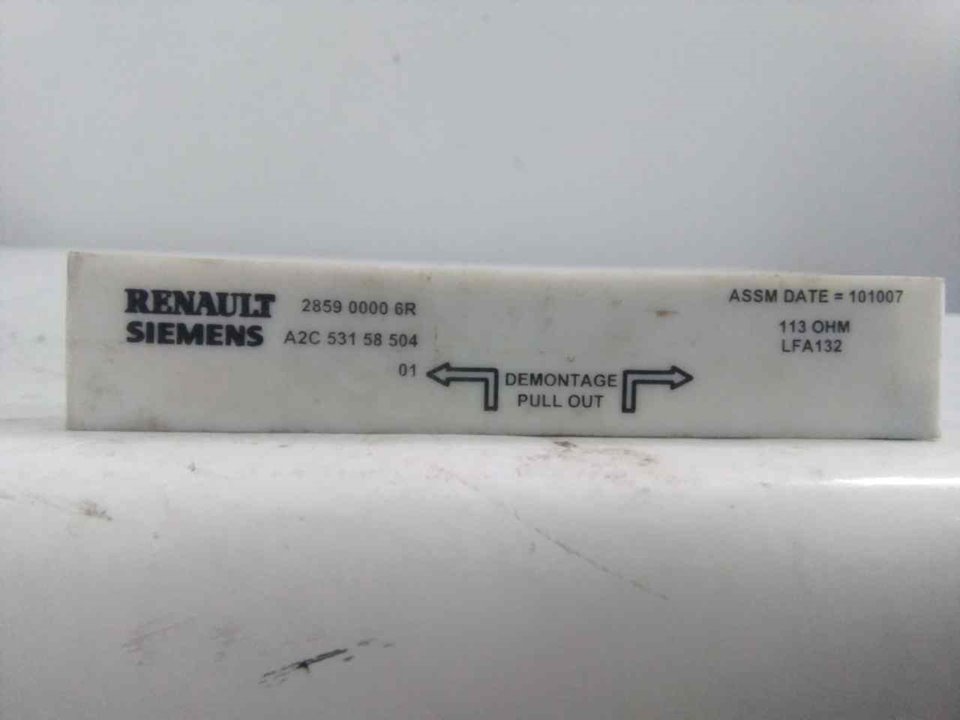 RENAULT 2859 0000 6R
SIEMENS A2C 531 58 504
01
DEMONTAGE
PULL OUT
ASSM DATE = 101007
113 OHM
LFA132